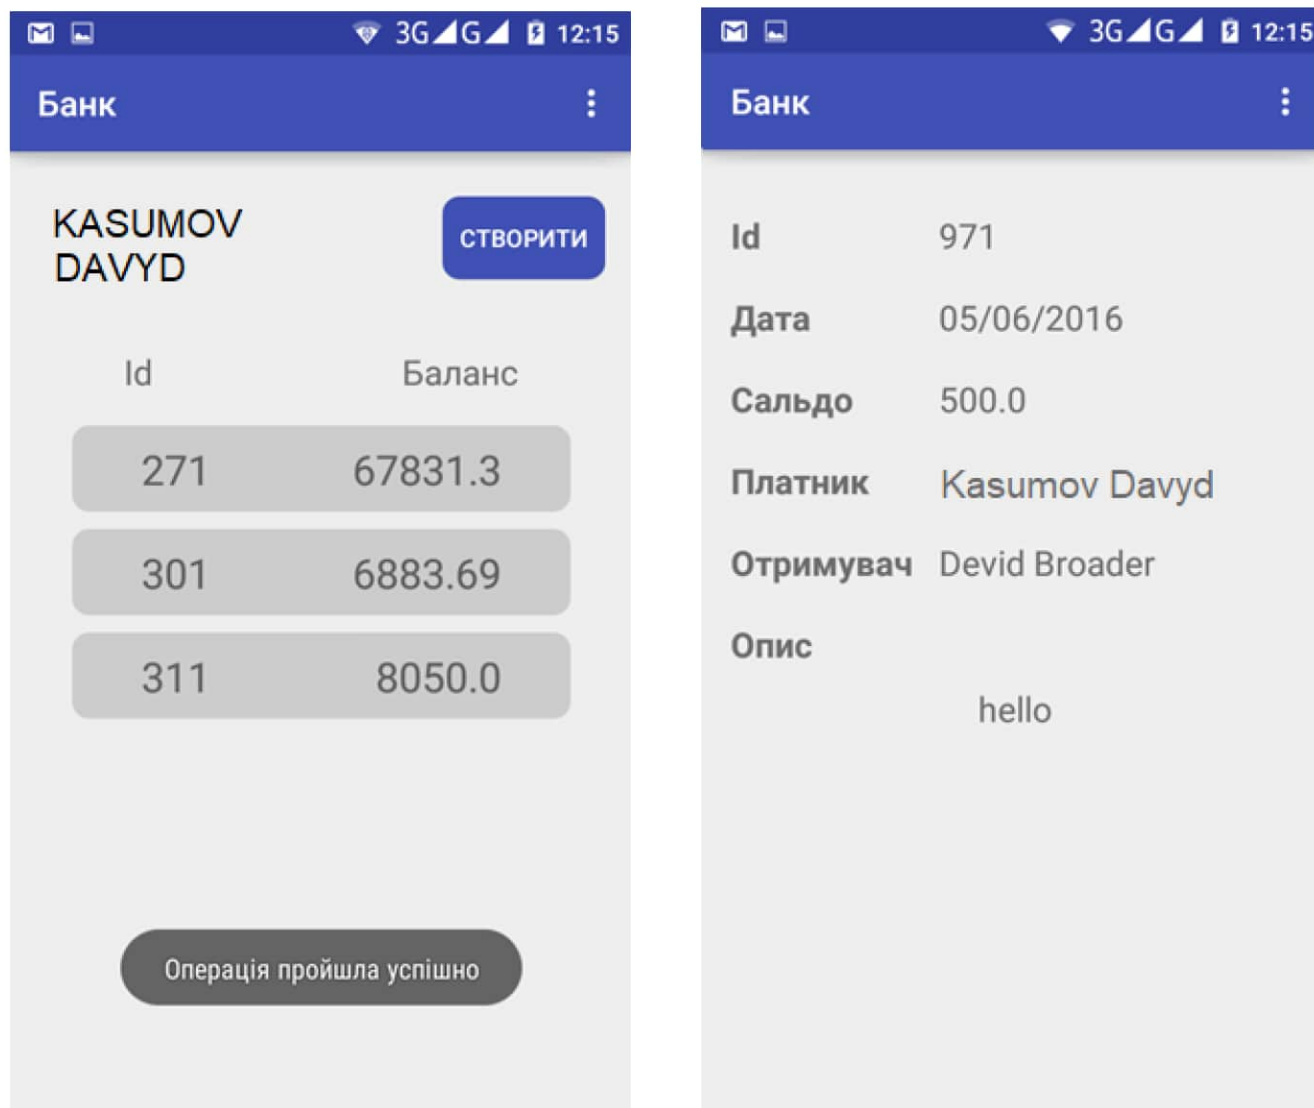 3G G 12:15
Банк
KASUMOV
DAVYD
СТВОРИТИ
Id Баланс
271 67831.3
301 6883.69
311 8050.0
Операція пройшла успішно
3G G 12:15
Банк
Id 971
Дата 05/06/2016
Сальдо 500.0
Платник Kasumov Davyd
Отримувач Devid Broader
Опис
hello